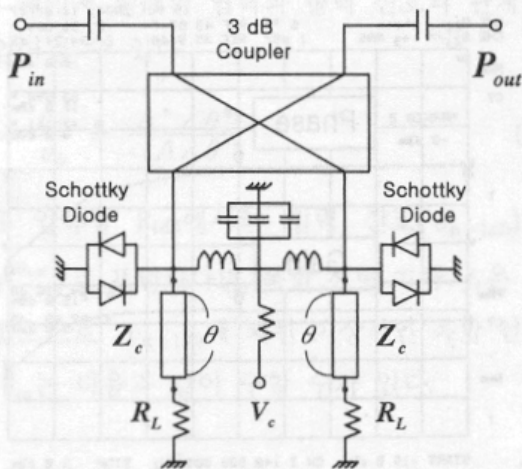 3 dB
Coupler
P_in
P_out
Schottky
Diode
Schottky
Diode
Z_c
θ
θ
Z_c
R_L
V_c
R_L